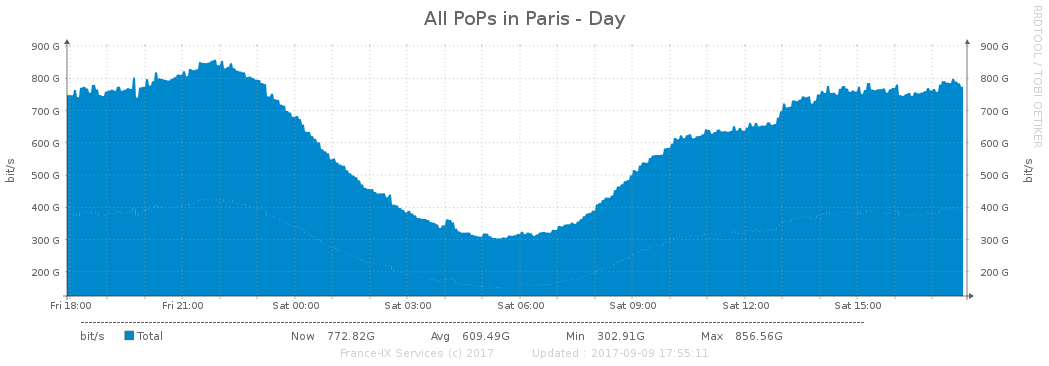 All PoPs in Paris - Day
RRDTOOL / TOBI OETIKER
bit/s
bit/s
900 G 900 G
800 G 800 G
700 G 700 G
600 G 600 G
500 G 500 G
400 G 400 G
300 G 300 G
200 G 200 G
Fri 18:00 Fri 21:00 Sat 00:00 Sat 03:00 Sat 06:00 Sat 09:00 Sat 12:00 Sat 15:00
bit/s Total Now 772.82G Avg 609.49G Min 302.91G Max 856.56G
France-IX Services (c) 2017 Updated : 2017-09-09 17:55:11